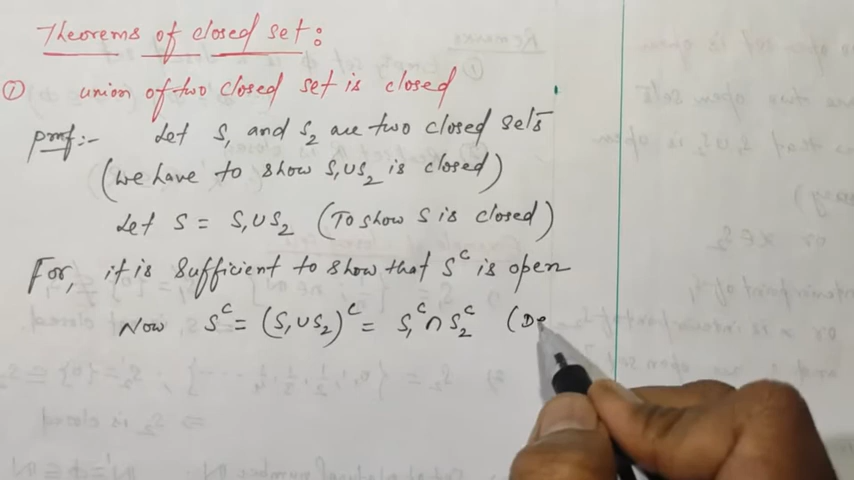 Theorems of closed set:
① union of two closed set is closed
proof:- Let S₁ and S₂ are two closed sets
(we have to show S₁∪S₂ is closed)
Let S = S₁∪S₂ (To show S is closed)
For, it is sufficient to show that Sᶜ is open
Now Sᶜ = (S₁∪S₂)ᶜ = S₁ᶜ∩S₂ᶜ (De